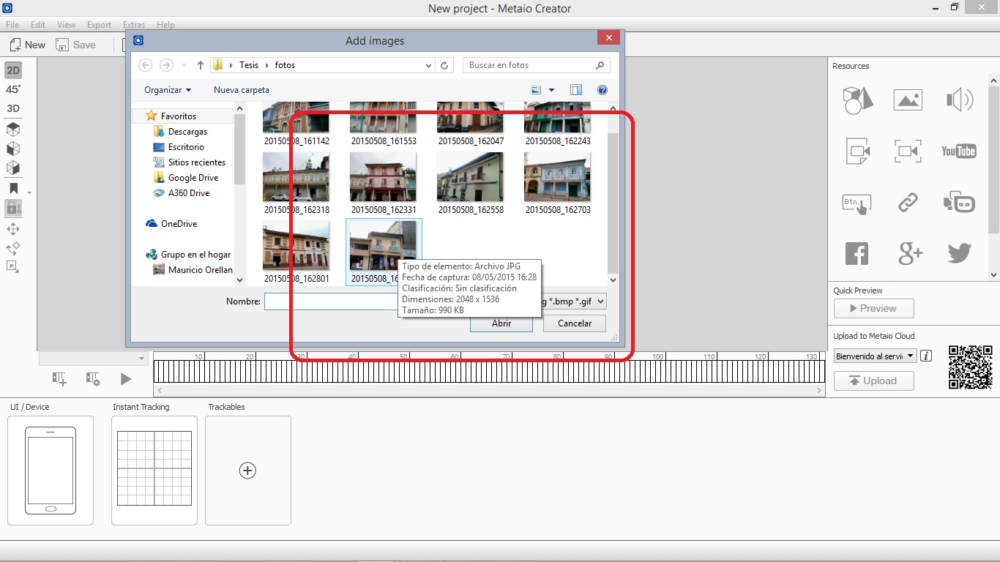 New project - Metaio Creator
File Edit View Export Extras Help
New Save
Add images
Tesis fotos
Buscar en fotos
Organizar Nueva carpeta
2D
45°
3D
Favoritos
Descargas
Escritorio
Sitios recientes
Google Drive
A360 Drive
OneDrive
Grupo en el hogar
Mauricio Orellan
20150508_161142 20150508_161553 20150508_162047 20150508_162243
20150508_162318 20150508_162331 20150508_162558 20150508_162703
20150508_162801 20150508_16
Tipo de elemento: Archivo JPG
Fecha de captura: 08/05/2015 16:28
Clasificación: Sin clasificación
Dimensiones: 2048 x 1536
Tamaño: 990 KB
Nombre:
g *.bmp *.gif
Abrir Cancelar
Resources
YouTube
Btn.
g+
Quick Preview
Preview
Upload to Metaio Cloud
Bienvenido al servi
Upload
10 20 30 40 50 60 70 80 90 100 110 120 130
UI / Device Instant Tracking Trackables